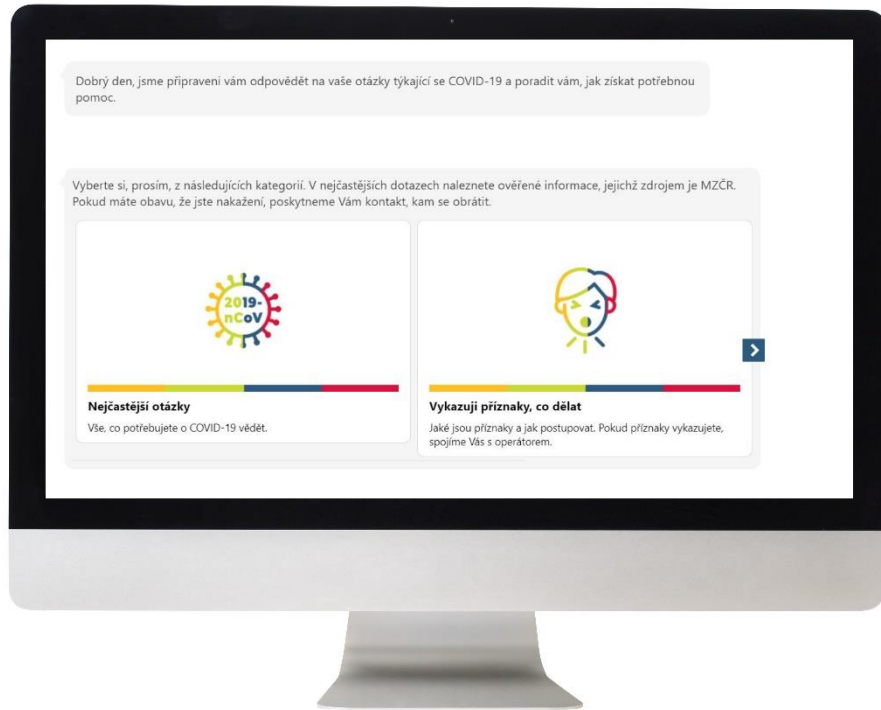 Dobrý den, jsme připraveni vám odpovědět na vaše otázky týkající se COVID-19 a poradit vám, jak získat potřebnou
pomoc.
Vyberte si, prosím, z následujících kategorií. V nejčastějších dotazech naleznete ověřené informace, jejichž zdrojem je MZČR.
Pokud máte obavu, že jste nakažení, poskytneme Vám kontakt, kam se obrátit.
2019-
nCoV
Nejčastější otázky
Vše, co potřebujete o COVID-19 vědět.
Vykazuji příznaky, co dělat
Jaké jsou příznaky a jak postupovat. Pokud příznaky vykazujete,
spojíme Vás s operátorem.